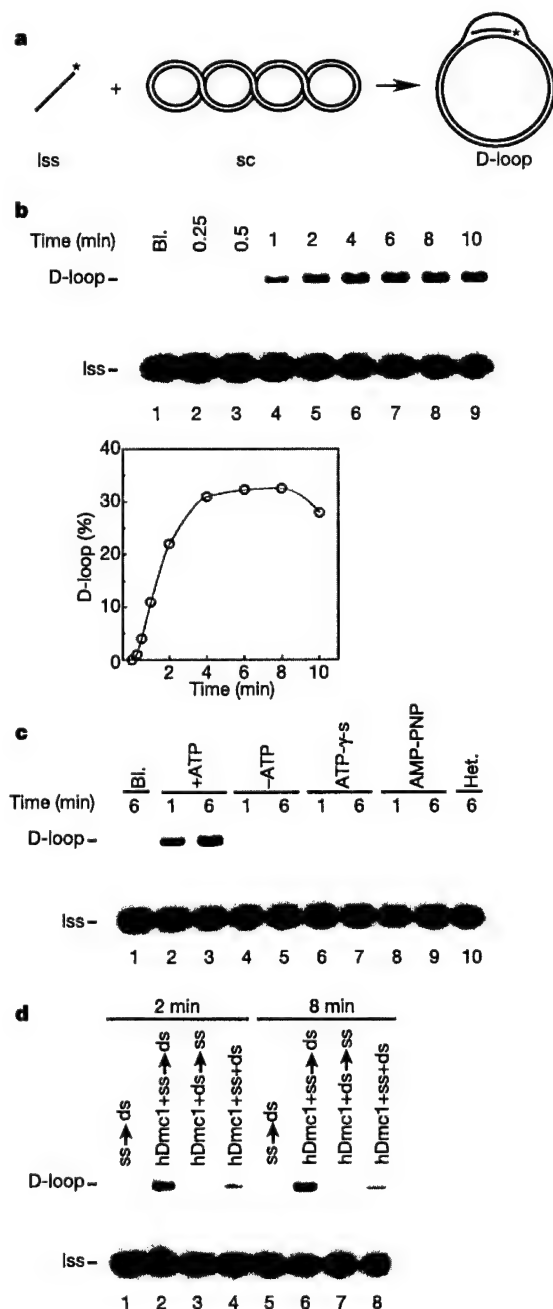 a
+
lss sc D-loop
b
Time (min) Bl. 0.25 0.5 1 2 4 6 8 10
D-loop –
lss –
1 2 3 4 5 6 7 8 9
D-loop (%)
40
30
20
10
0
2 4 6 8 10
Time (min)
c
Bl. +ATP –ATP ATP-γ-s AMP-PNP Het.
Time (min) 6 1 6 1 6 1 6 1 6 6
D-loop –
lss –
1 2 3 4 5 6 7 8 9 10
d
2 min 8 min
ss→ds hDmc1+ss→ds hDmc1+ds→ss hDmc1+ss+ds ss→ds hDmc1+ss→ds hDmc1+ds→ss hDmc1+ss+ds
D-loop –
lss –
1 2 3 4 5 6 7 8